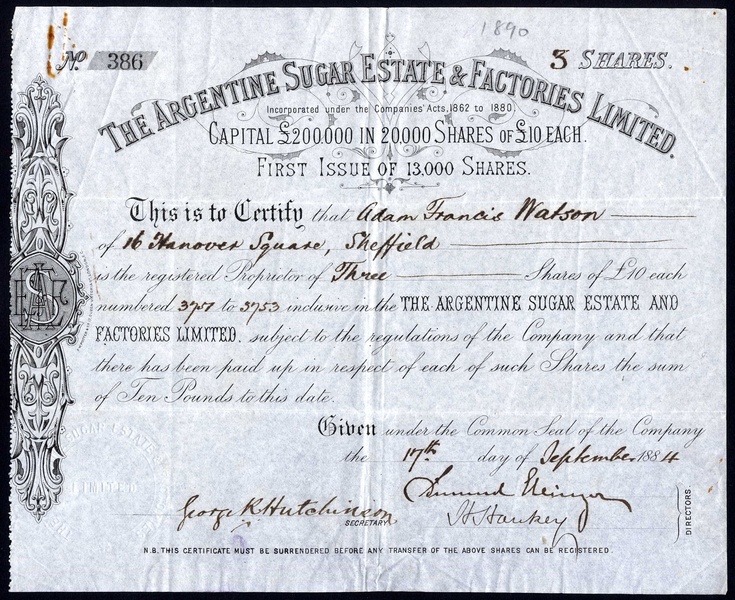 1890
No. 386
3 SHARES.
THE ARGENTINE SUGAR ESTATE & FACTORIES LIMITED.
Incorporated under the Companies' Acts, 1862 to 1880.
CAPITAL £200.000 IN 20000 SHARES OF £10 EACH.
FIRST ISSUE OF 13,000 SHARES.
This is to Certify that Adam Francis Watson
of 16 Hanover Square, Sheffield
is the registered Proprietor of Three Shares of £10 each
numbered 3751 to 3753 inclusive in the THE ARGENTINE SUGAR ESTATE AND
FACTORIES LIMITED, subject to the regulations of the Company and that
there has been paid up in respect of each of such Shares the sum
of Ten Pounds to this date.
Given under the Common Seal of the Company
the 17th day of September 1884
George R Hutchinson
SECRETARY.
H Hankey
DIRECTORS.
N.B. THIS CERTIFICATE MUST BE SURRENDERED BEFORE ANY TRANSFER OF THE ABOVE SHARES CAN BE REGISTERED.
SUGAR ESTATE
LIMITED